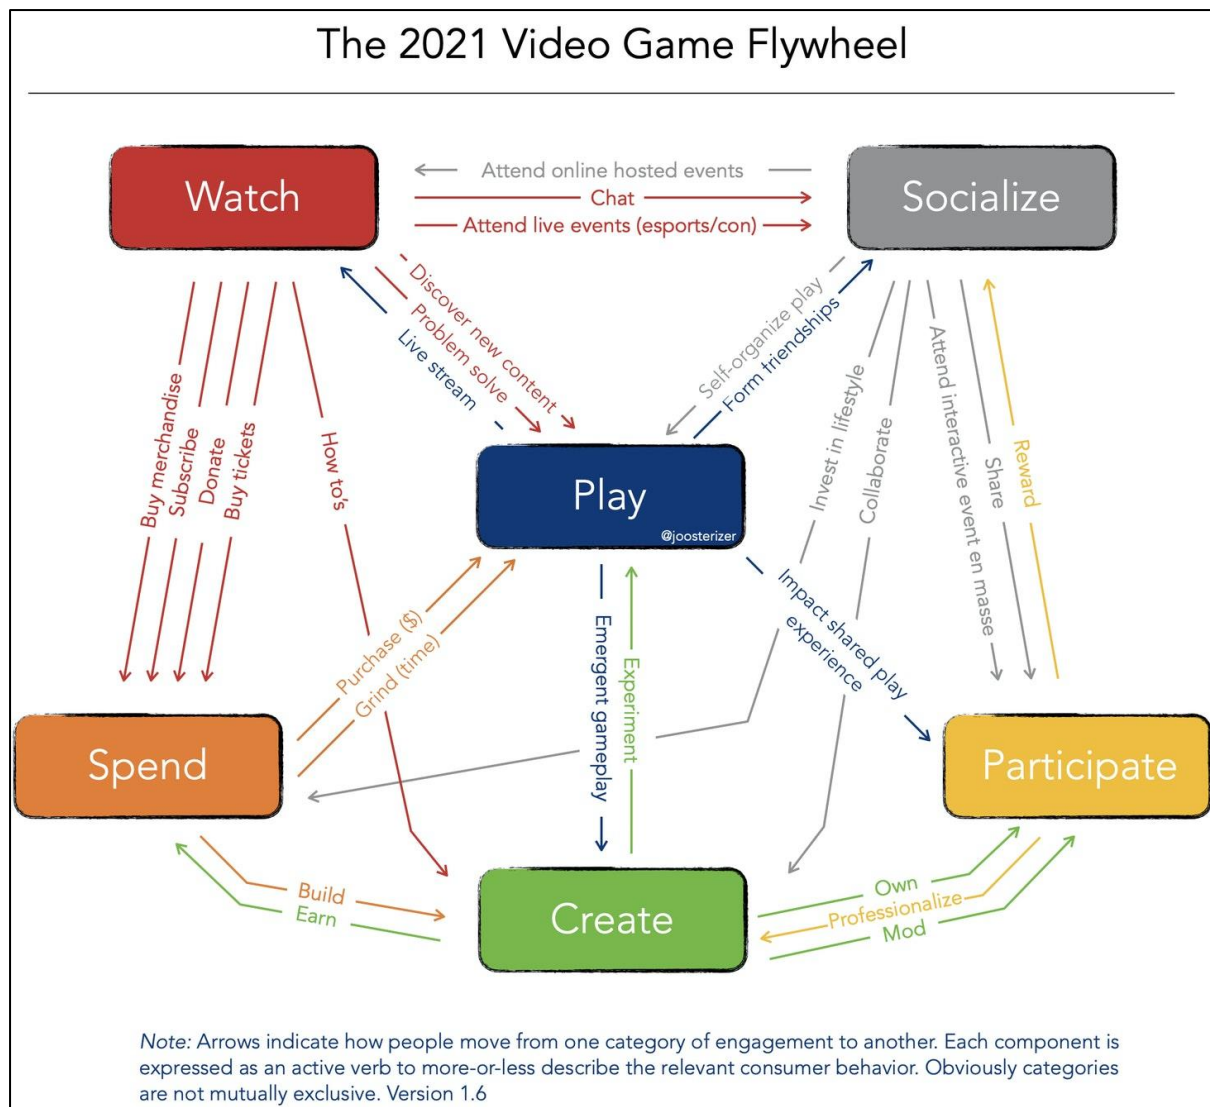 The 2021 Video Game Flywheel
Watch
Attend online hosted events
Chat
Attend live events (esports/con)
Socialize
Discover new content
Problem solve
Live stream
Self-organize play
Form friendships
Buy merchandise
Subscribe
Donate
Buy tickets
How to's
Play
@joosterizer
Invest in lifestyle
Collaborate
Attend interactive event en masse
Share
Reward
Purchase ($)
Grind (time)
Emergent gameplay
Experiment
Impact shared play
experience
Spend
Participate
Build
Earn
Create
Own
Professionalize
Mod
Note: Arrows indicate how people move from one category of engagement to another. Each component is
expressed as an active verb to more-or-less describe the relevant consumer behavior. Obviously categories
are not mutually exclusive. Version 1.6